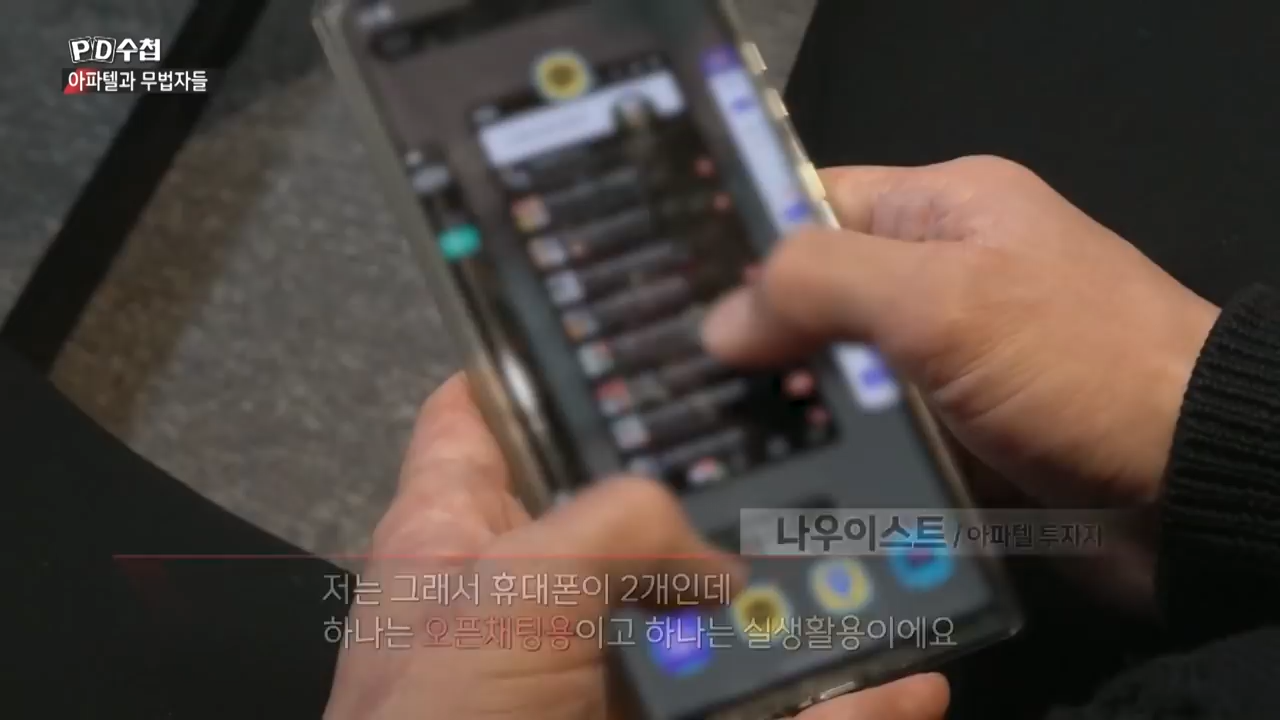 PD수첩
아파텔과 무법자들
나우이스트 / 아파텔 투자자
저는 그래서 휴대폰이 2개인데
하나는 오픈채팅용이고 하나는 실생활용이에요